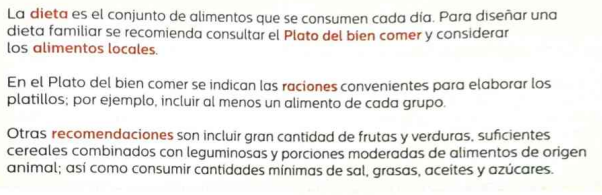 La dieta es el conjunto de alimentos que se consumen cada día. Para diseñar una
dieta familiar se recomienda consultar el Plato del bien comer y considerar
los alimentos locales.
En el Plato del bien comer se indican las raciones convenientes para elaborar los
platillos; por ejemplo, incluir al menos un alimento de cada grupo.
Otras recomendaciones son incluir gran cantidad de frutas y verduras, suficientes
cereales combinados con leguminosas y porciones moderadas de alimentos de origen
animal; así como consumir cantidades mínimas de sal, grasas, aceites y azúcares.